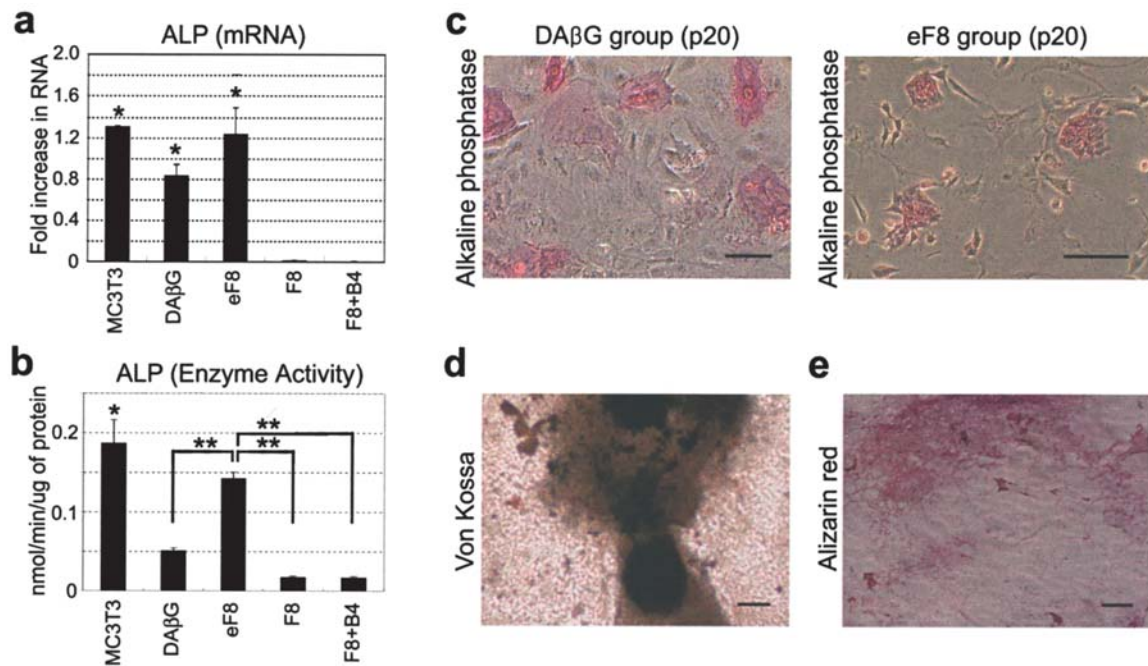 a
ALP (mRNA)
Fold increase in RNA
2.0
1.6
1.2
0.8
0.4
0
*
*
*
MC3T3
DAβG
eF8
F8
F8+B4
b
ALP (Enzyme Activity)
nmol/min/ug of protein
0.2
0.1
0
*
**
**
**
MC3T3
DAβG
eF8
F8
F8+B4
c
DAβG group (p20)
Alkaline phosphatase
eF8 group (p20)
Alkaline phosphatase
d
Von Kossa
e
Alizarin red